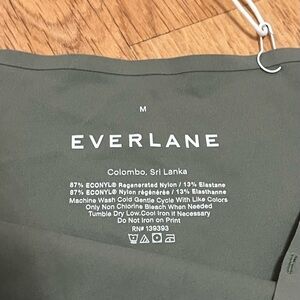 M
EVERLANE
Colombo, Sri Lanka
87% ECONYL® Regenerated Nylon / 13% Elastane
87% ECONYL® Nylon régénérée / 13% Elasthanne
Machine Wash Cold Gentle Cycle With Like Colors
Only Non Chlorine Bleach When Needed
Tumble Dry Low. Cool Iron if Necessary
Do Not Iron on Print
RN# 139393